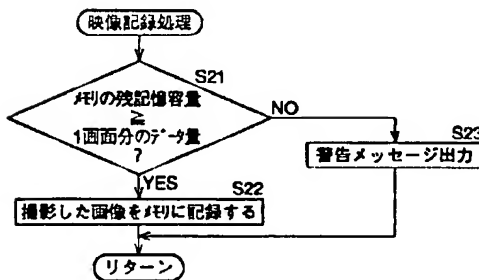 映像記録処理
S21
メモリの残記憶容量
≧
1画面分のデータ量
?
NO
S23
警告メッセージ出力
YES
S22
撮影した画像をメモリに記録する
リターン